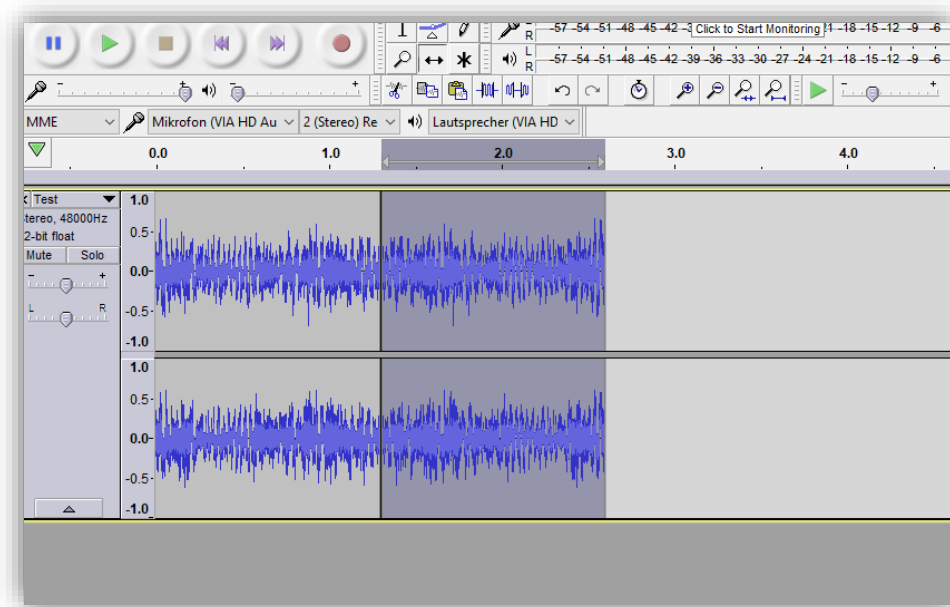 R -57 -54 -51 -48 -45 -42 -3 Click to Start Monitoring -18 -15 -12 -9 -6
L
R -57 -54 -51 -48 -45 -42 -39 -36 -33 -30 -27 -24 -21 -18 -15 -12 -9 -6
- + - +
- +
MME Mikrofon (VIA HD Au 2 (Stereo) Re Lautsprecher (VIA HD
0.0 1.0 2.0 3.0 4.0
Test
tereo, 48000Hz
2-bit float
Mute Solo
- +
L R
1.0
0.5
0.0
-0.5
-1.0
1.0
0.5
0.0
-0.5
-1.0